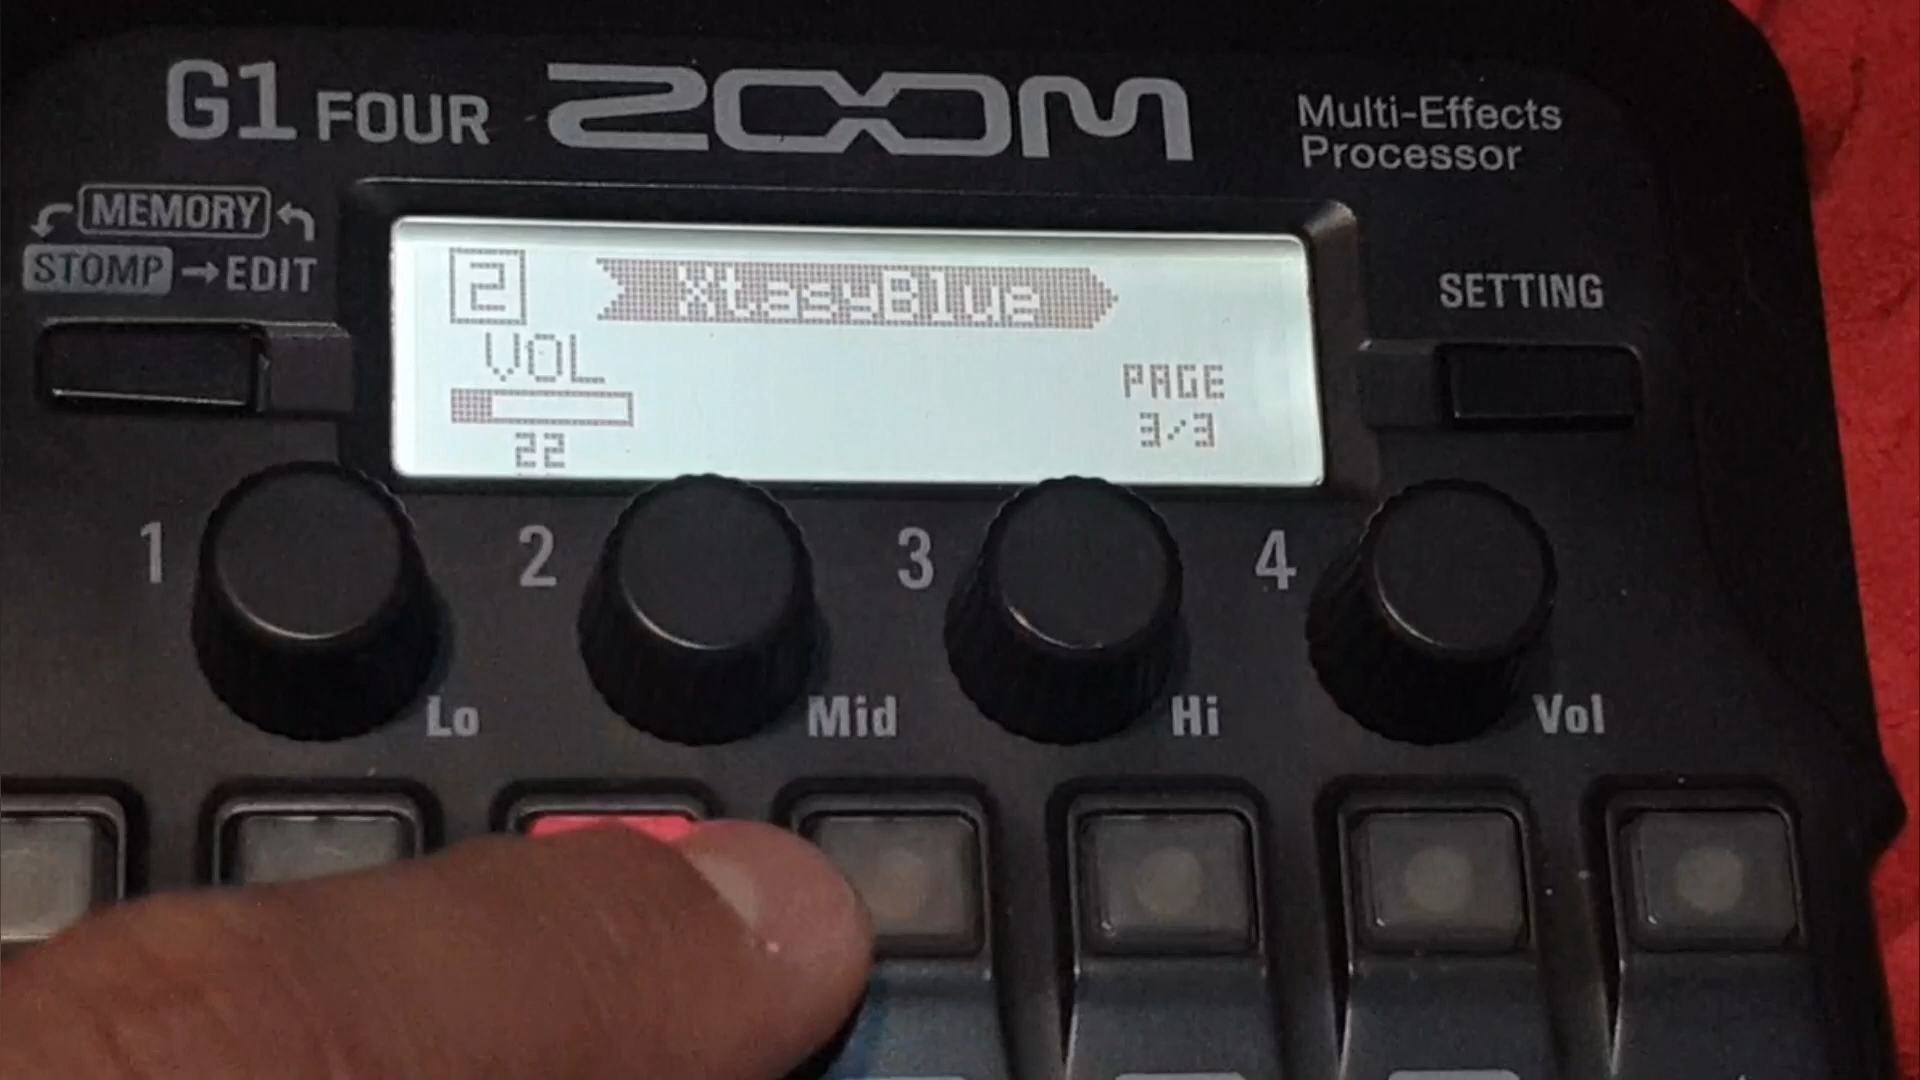 G1 FOUR ZOOM Multi-Effects
Processor
MEMORY
STOMP → EDIT
SETTING
2 XtasyBlue
VOL
22
PAGE
3/3
1 2 3 4
Lo Mid Hi Vol